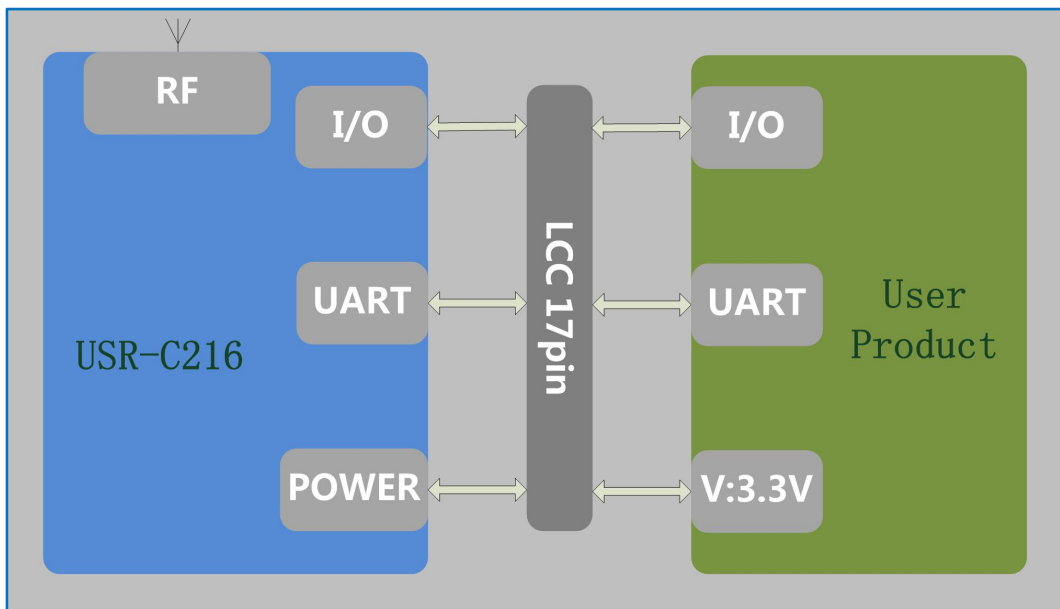 RF
I/O
I/O
UART
UART
LCC 17pin
User
Product
USR-C216
POWER
V:3.3V